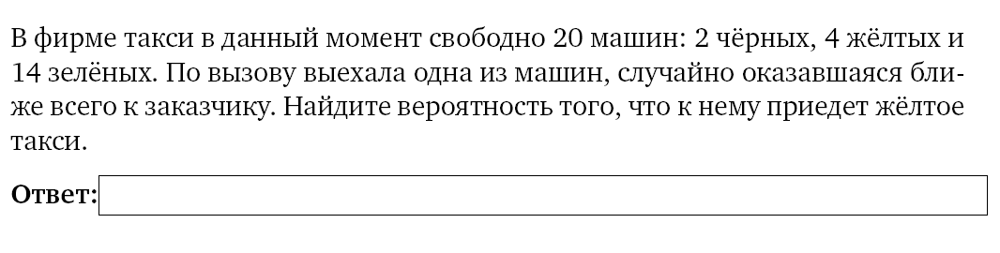 В фирме такси в данный момент свободно 20 машин: 2 чёрных, 4 жёлтых и
14 зелёных. По вызову выехала одна из машин, случайно оказавшаяся бли-
же всего к заказчику. Найдите вероятность того, что к нему приедет жёлтое
такси.
Ответ: